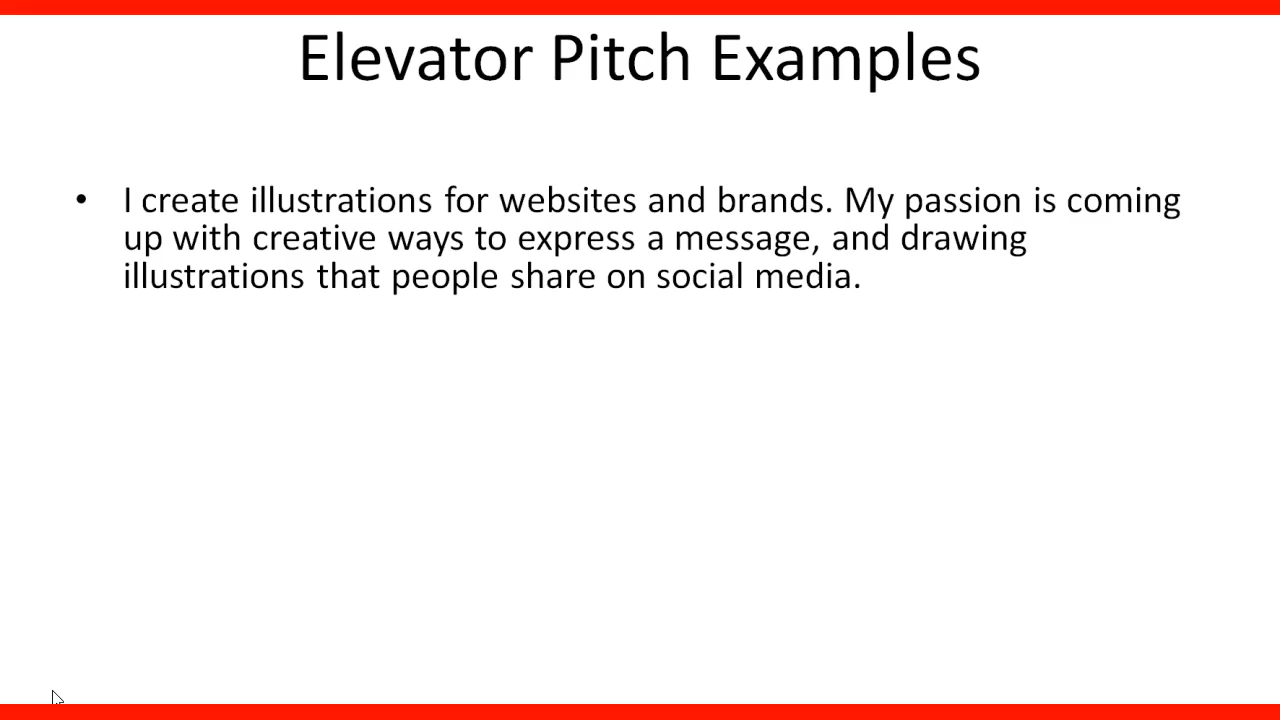 Elevator Pitch Examples
• I create illustrations for websites and brands. My passion is coming
up with creative ways to express a message, and drawing
illustrations that people share on social media.